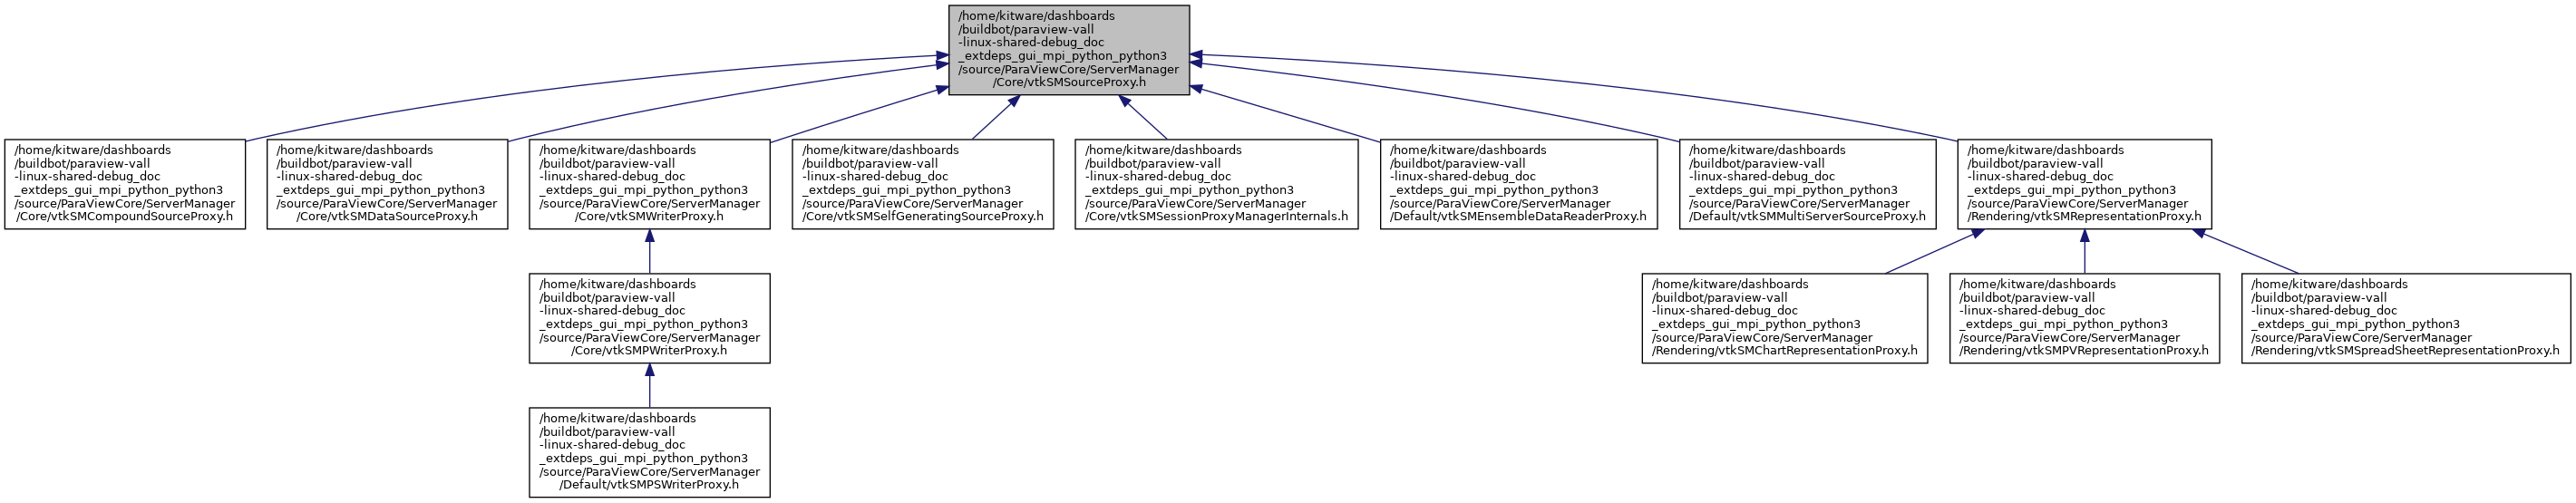 /home/kitware/dashboards
/buildbot/paraview-vall
-linux-shared-debug_doc
_extdeps_gui_mpi_python_python3
/source/ParaViewCore/ServerManager
/Core/vtkSMSourceProxy.h
/home/kitware/dashboards
/buildbot/paraview-vall
-linux-shared-debug_doc
_extdeps_gui_mpi_python_python3
/source/ParaViewCore/ServerManager
/Core/vtkSMCompoundSourceProxy.h
/home/kitware/dashboards
/buildbot/paraview-vall
-linux-shared-debug_doc
_extdeps_gui_mpi_python_python3
/source/ParaViewCore/ServerManager
/Core/vtkSMDataSourceProxy.h
/home/kitware/dashboards
/buildbot/paraview-vall
-linux-shared-debug_doc
_extdeps_gui_mpi_python_python3
/source/ParaViewCore/ServerManager
/Core/vtkSMWriterProxy.h
/home/kitware/dashboards
/buildbot/paraview-vall
-linux-shared-debug_doc
_extdeps_gui_mpi_python_python3
/source/ParaViewCore/ServerManager
/Core/vtkSMSelfGeneratingSourceProxy.h
/home/kitware/dashboards
/buildbot/paraview-vall
-linux-shared-debug_doc
_extdeps_gui_mpi_python_python3
/source/ParaViewCore/ServerManager
/Core/vtkSMSessionProxyManagerInternals.h
/home/kitware/dashboards
/buildbot/paraview-vall
-linux-shared-debug_doc
_extdeps_gui_mpi_python_python3
/source/ParaViewCore/ServerManager
/Default/vtkSMEnsembleDataReaderProxy.h
/home/kitware/dashboards
/buildbot/paraview-vall
-linux-shared-debug_doc
_extdeps_gui_mpi_python_python3
/source/ParaViewCore/ServerManager
/Default/vtkSMMultiServerSourceProxy.h
/home/kitware/dashboards
/buildbot/paraview-vall
-linux-shared-debug_doc
_extdeps_gui_mpi_python_python3
/source/ParaViewCore/ServerManager
/Rendering/vtkSMRepresentationProxy.h
/home/kitware/dashboards
/buildbot/paraview-vall
-linux-shared-debug_doc
_extdeps_gui_mpi_python_python3
/source/ParaViewCore/ServerManager
/Core/vtkSMPWriterProxy.h
/home/kitware/dashboards
/buildbot/paraview-vall
-linux-shared-debug_doc
_extdeps_gui_mpi_python_python3
/source/ParaViewCore/ServerManager
/Rendering/vtkSMChartRepresentationProxy.h
/home/kitware/dashboards
/buildbot/paraview-vall
-linux-shared-debug_doc
_extdeps_gui_mpi_python_python3
/source/ParaViewCore/ServerManager
/Rendering/vtkSMPVRepresentationProxy.h
/home/kitware/dashboards
/buildbot/paraview-vall
-linux-shared-debug_doc
_extdeps_gui_mpi_python_python3
/source/ParaViewCore/ServerManager
/Rendering/vtkSMSpreadSheetRepresentationProxy.h
/home/kitware/dashboards
/buildbot/paraview-vall
-linux-shared-debug_doc
_extdeps_gui_mpi_python_python3
/source/ParaViewCore/ServerManager
/Default/vtkSMPSWriterProxy.h